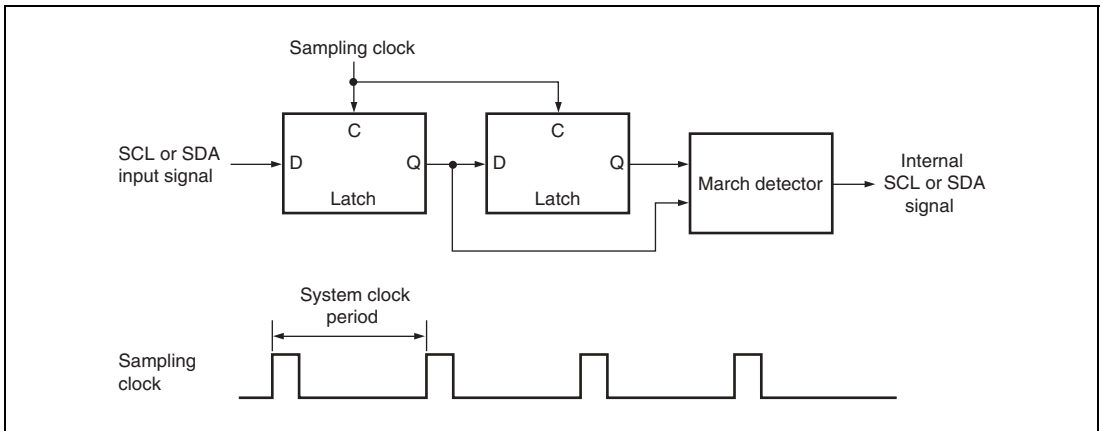 Sampling clock
C
C
SCL or SDA
input signal
D
Q
D
Q
Latch
Latch
March detector
Internal
SCL or SDA
signal
System clock
period
Sampling
clock